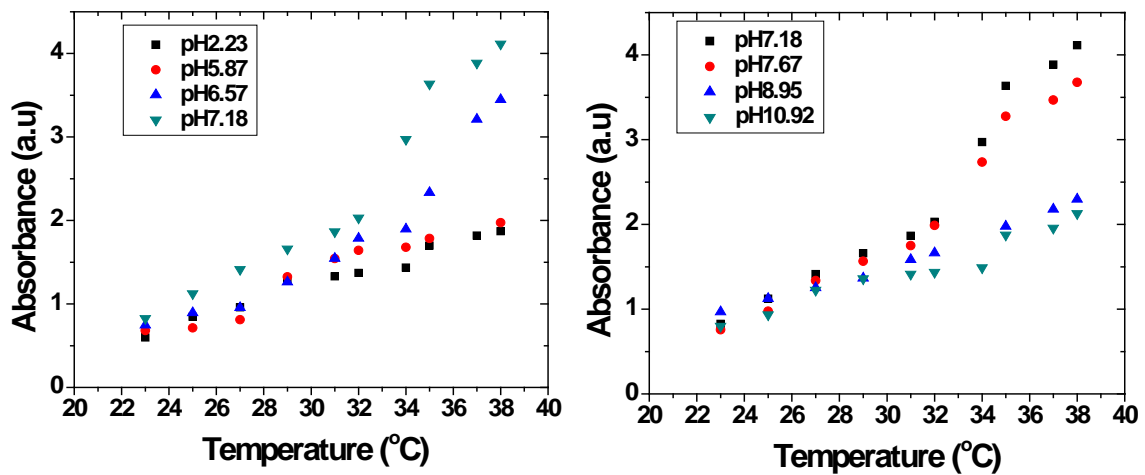 4
3
2
1
0
Absorbance (a.u)
pH2.23
pH5.87
pH6.57
pH7.18
20 22 24 26 28 30 32 34 36 38 40
Temperature (°C)
4
3
2
1
0
Absorbance (a.u)
pH7.18
pH7.67
pH8.95
pH10.92
20 22 24 26 28 30 32 34 36 38 40
Temperature (°C)